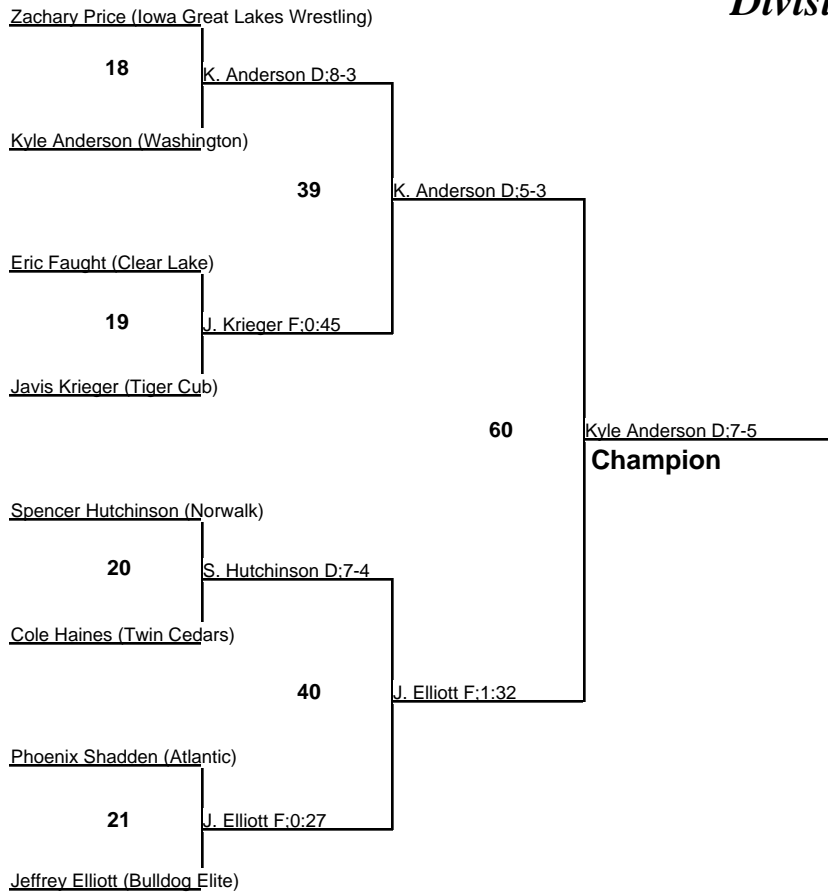 Divisi
Zachary Price (Iowa Great Lakes Wrestling)
18
K. Anderson D;8-3
Kyle Anderson (Washington)
39
K. Anderson D;5-3
Eric Faught (Clear Lake)
19
J. Krieger F;0:45
Javis Krieger (Tiger Cub)
60
Kyle Anderson D;7-5
Champion
Spencer Hutchinson (Norwalk)
20
S. Hutchinson D;7-4
Cole Haines (Twin Cedars)
40
J. Elliott F;1:32
Phoenix Shadden (Atlantic)
21
J. Elliott F;0:27
Jeffrey Elliott (Bulldog Elite)